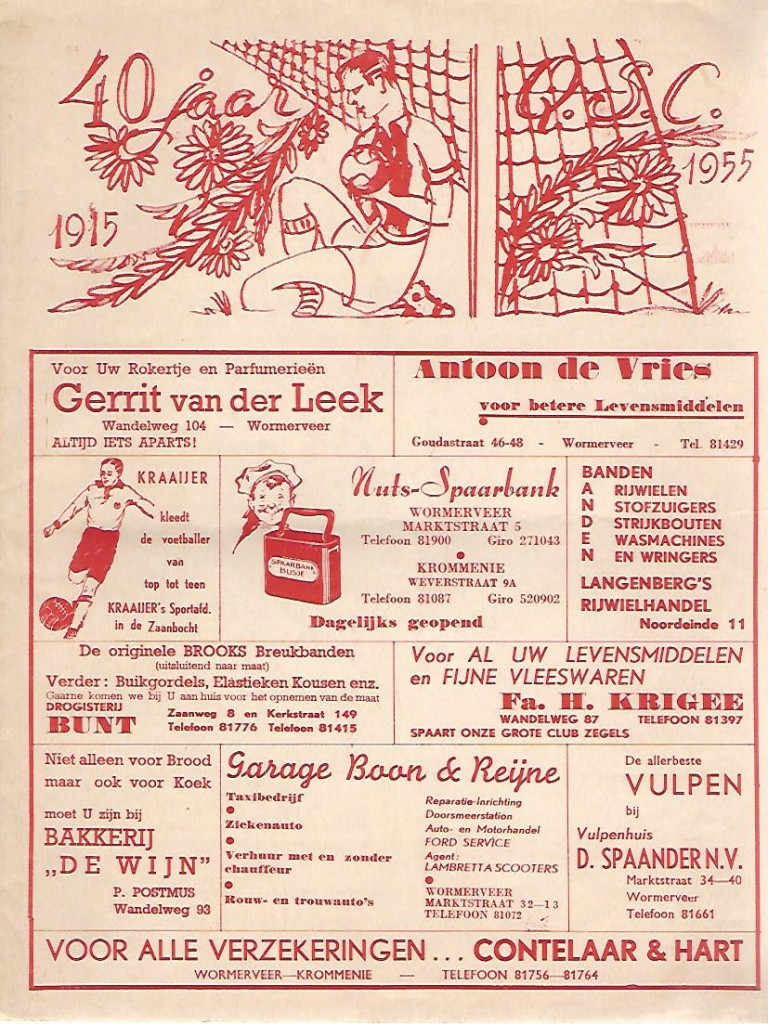 40 jaar
Q.S.C.
1915
1955
Voor Uw Rokertje en Parfumerieën
Gerrit van der Leek
Wandelweg 104 — Wormerveer
ALTIJD IETS APARTS!
Antoon de Vries
voor betere Levensmiddelen
Goudastraat 46-48 - Wormerveer - Tel. 81429
KRAAIJER
kleedt
de voetballer
van
top tot teen
KRAAIJER's Sportafd.
in de Zaanbocht
SPAARBANK
BUSJE
Nuts-Spaarbank
WORMERVEER
MARKTSTRAAT 5
Telefoon 81900 Giro 271043
KROMMENIE
WEVERSTRAAT 9A
Telefoon 81087 Giro 520902
Dagelijks geopend
BANDEN
A RIJWIELEN
N STOFZUIGERS
D STRIJKBOUTEN
E WASMACHINES
N EN WRINGERS
LANGENBERG'S
RIJWIELHANDEL
Noordeinde 11
De originele BROOKS Breukbanden
(uitsluitend naar maat)
Verder: Buikgordels, Elastieken Kousen enz.
Gaarne komen we bij U aan huis voor het opnemen van de maat
DROGISTERIJ
BUNT
Zaanweg 8 en Kerkstraat 149
Telefoon 81776 Telefoon 81415
Voor AL UW LEVENSMIDDELEN
en FIJNE VLEESWAREN
Fa. H. KRIGEE
WANDELWEG 87 TELEFOON 81397
SPAART ONZE GROTE CLUB ZEGELS
Niet alleen voor Brood
maar ook voor Koek
moet U zijn bij
BAKKERIJ
„DE WIJN"
P. POSTMUS
Wandelweg 93
Garage Boon & Reijne
Taxibedrijf
Ziekenauto
Verhuur met en zonder
chauffeur
Rouw- en trouwauto's
Reparatie-Inrichting
Doorsmeerstation
Auto- en Motorhandel
FORD SERVICE
Agent:
LAMBRETTA SCOOTERS
WORMERVEER
MARKTSTRAAT 32—13
TELEFOON 81072
De allerbeste
VULPEN
bij
Vulpenhuis
D. SPAANDER N.V.
Marktstraat 34—40
Wormerveer
Telefoon 81661
VOOR ALLE VERZEKERINGEN... CONTELAAR & HART
WORMERVEER—KROMMENIE — TELEFOON 81756—81764